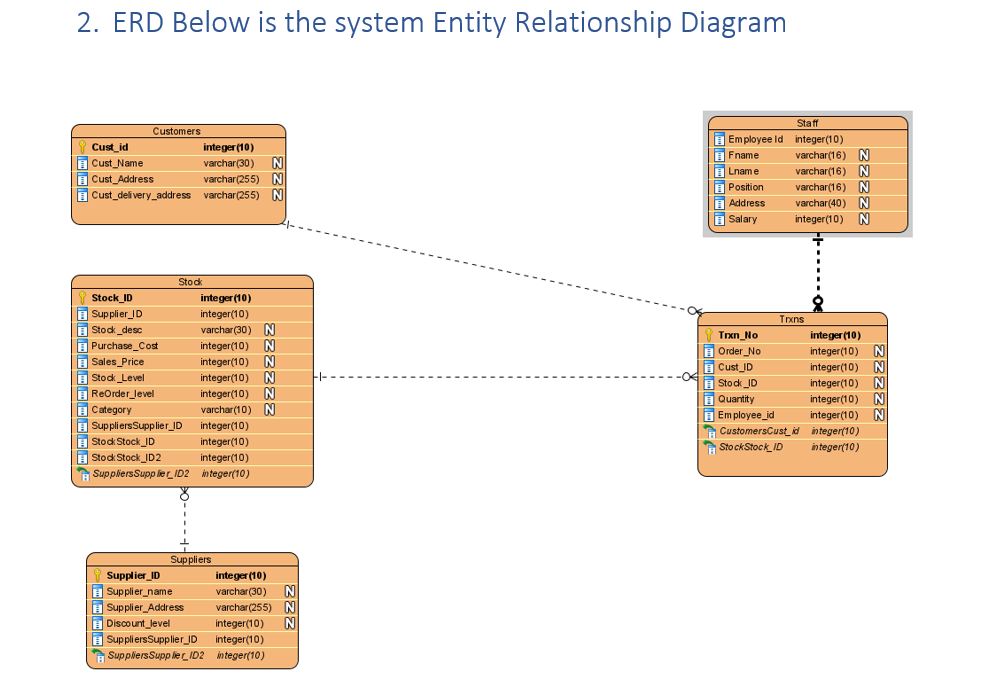 2. ERD Below is the system Entity Relationship Diagram
Customers
Cust_id integer(10)
Cust_Name varchar(30) N
Cust_Address varchar(255) N
Cust_delivery_address varchar(255) N
Staff
Employee Id integer(10)
Fname varchar(16) N
Lname varchar(16) N
Position varchar(16) N
Address varchar(40) N
Salary integer(10) N
Stock
Stock_ID integer(10)
Supplier_ID integer(10)
Stock_desc varchar(30) N
Purchase_Cost integer(10) N
Sales_Price integer(10) N
Stock_Level integer(10) N
ReOrder_level integer(10) N
Category varchar(10) N
SuppliersSupplier_ID integer(10)
StockStock_ID integer(10)
StockStock_ID2 integer(10)
SuppliersSupplier_ID2 integer(10)
Trxns
Trxn_No integer(10)
Order_No integer(10) N
Cust_ID integer(10) N
Stock_ID integer(10) N
Quantity integer(10) N
Employee_id integer(10) N
CustomersCust_id integer(10)
StockStock_ID integer(10)
Suppliers
Supplier_ID integer(10)
Supplier_name varchar(30) N
Supplier_Address varchar(255) N
Discount_level integer(10) N
SuppliersSupplier_ID integer(10)
SuppliersSupplier_ID2 integer(10)